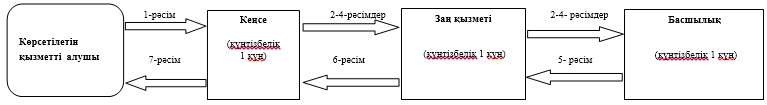 Көрсетілетін
қызметті алушы
1-рәсім
7-рәсім
Кеңсе
(күнтізбелік
1 күн)
2-4-рәсімдер
6-рәсім
Заң қызметі
(күнтізбелік 1 күн)
2-4- рәсімдер
5- рәсім
Басшылық
(күнтізбелік 1 күн)